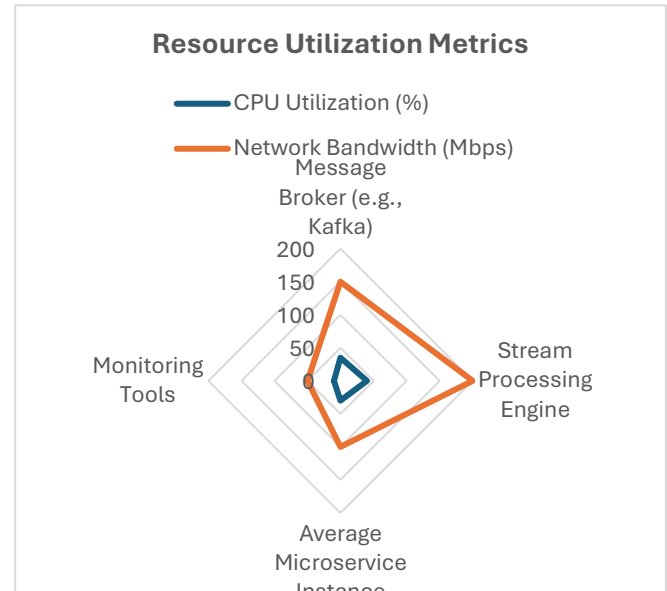 Resource Utilization Metrics
CPU Utilization (%)
Network Bandwidth (Mbps)
Message
Broker (e.g.,
Kafka)
200
150
100
50
0
Stream
Processing
Engine
Monitoring
Tools
Average
Microservice
Instance